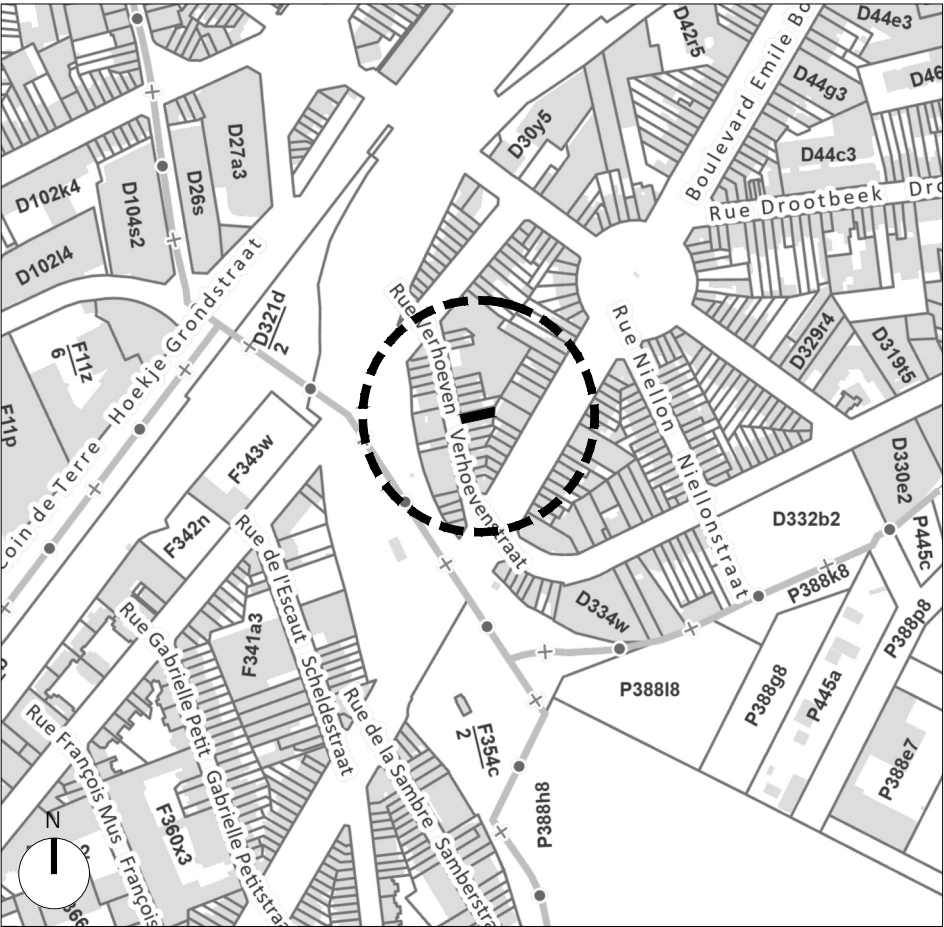 D44e3
D42r5
Boulevard Emile Bo
D44g3
D46
D30y5
D44c3
D27a3
D102k4
D104s2
D26s
Rue Drootbeek Dro
D102l4
Hoekje Grondstraat
D321d
2
Rue Verhoeven Verhoevenstraat
Rue Niellon Niellonstraat
D329r4
D319t5
F11z
6
F11p
Coin-de-Terre
F343w
D330e2
D332b2
F342n
P445c
Rue de l'Escaut Scheldestraat
P388k8
D334w
P388p8
Rue Gabrielle Petit Gabrielle Petitstraa
F341a3
P388l8
P388g8
P445a
Rue de la Sambre Samberstra
Rue François Mus François
F354c
2
P388e7
P388h8
F360x3
N